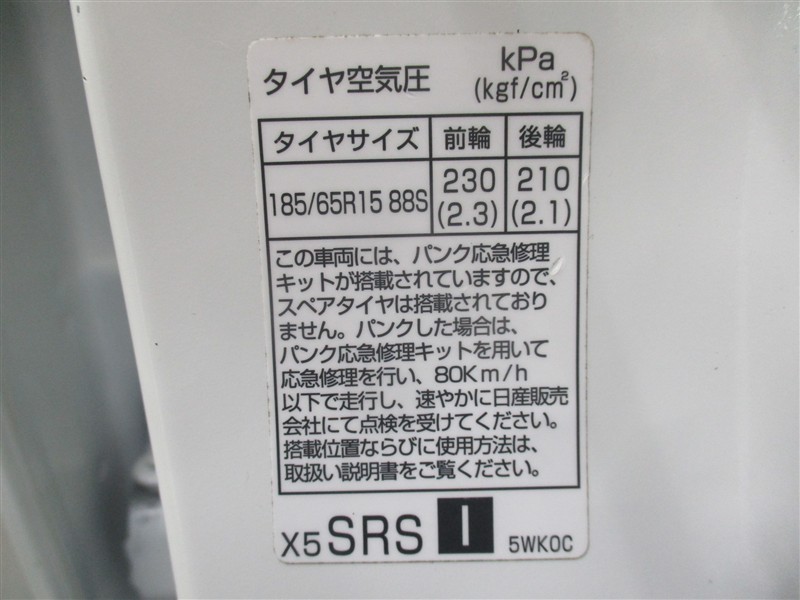 タイヤ空気圧 kPa
(kgf/cm²)
タイヤサイズ 前輪 後輪
185/65R15 88S 230 210
(2.3) (2.1)
この車両には、パンク応急修理
キットが搭載されていますので、
スペアタイヤは搭載されており
ません。パンクした場合は、
パンク応急修理キットを用いて
応急修理を行い、80Km/h
以下で走行し、速やかに日産販売
会社にて点検を受けてください。
搭載位置ならびに使用方法は、
取扱い説明書をご覧ください。
X5 SRS I 5WK0C